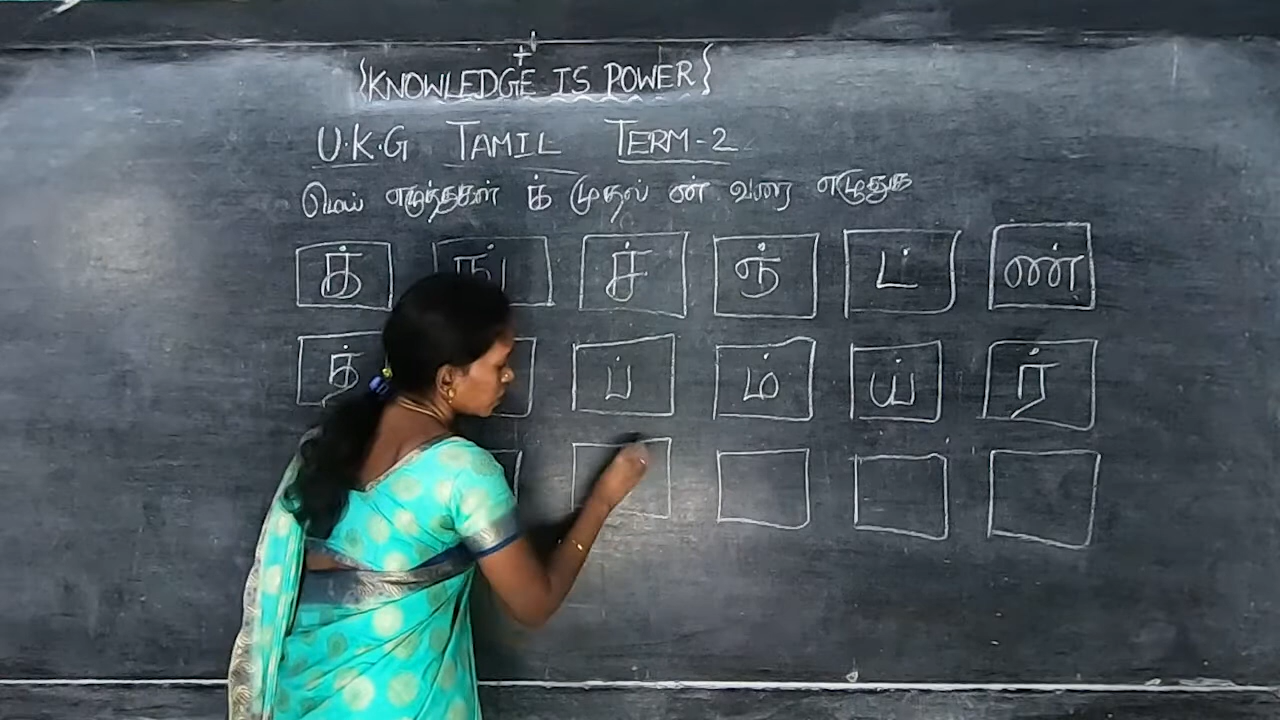 {KNOWLEDGE IS POWER}
U.K.G TAMIL TERM-2
மெய் எழுத்துகள் க் முதல் ன் வரை எழுதுக
க் ங் ச் ஞ் ட் ண்
த் ப் ம் ய் ர்